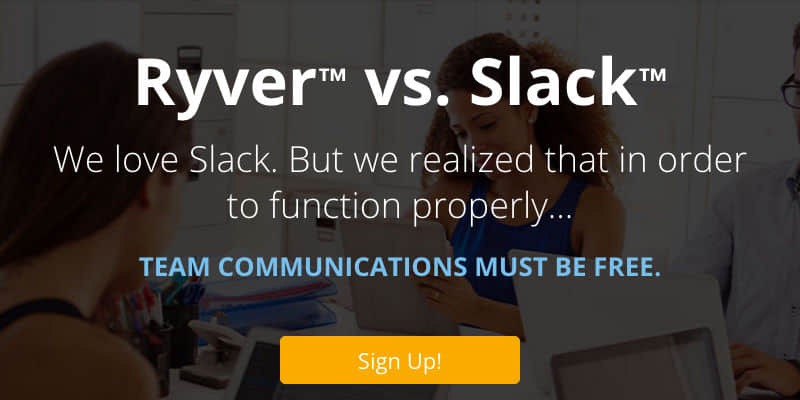 Ryver™ vs. Slack™
We love Slack. But we realized that in order
to function properly...
TEAM COMMUNICATIONS MUST BE FREE.
Sign Up!